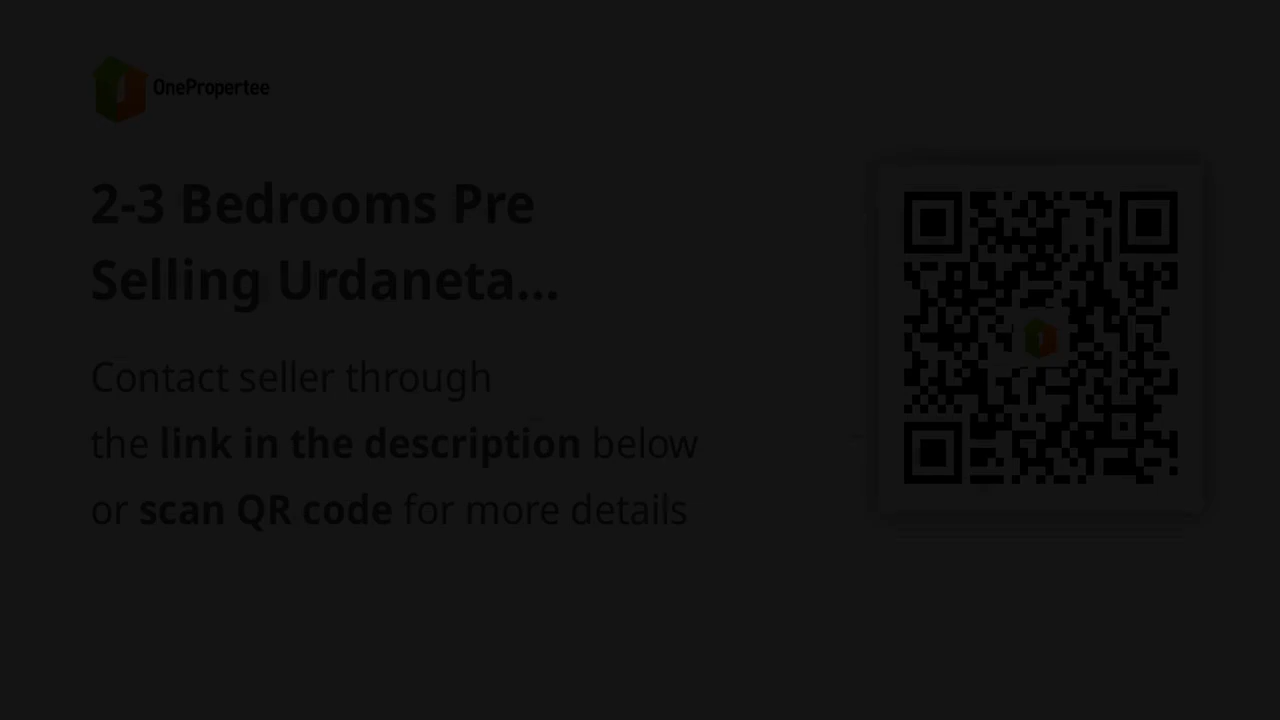 OnePropertee
2-3 Bedrooms Pre
Selling Urdaneta...
Contact seller through
the link in the description below
or scan QR code for more details